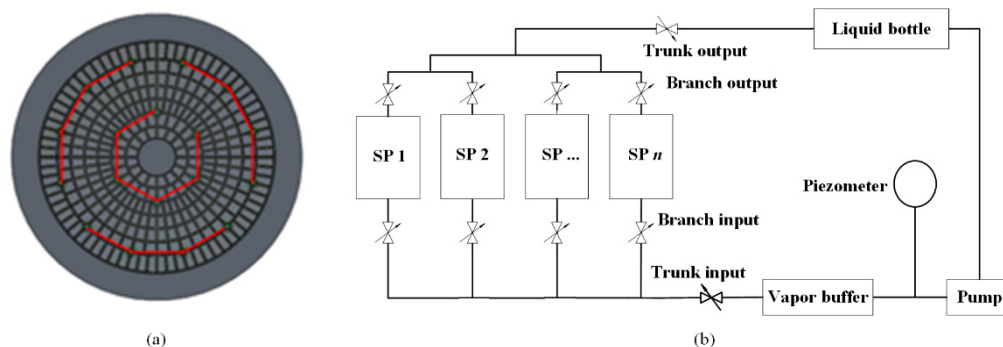 Liquid bottle
Trunk output
Branch output
SP 1
SP 2
SP ...
SP n
Piezometer
Branch input
Trunk input
Vapor buffer
Pump
(a)
(b)